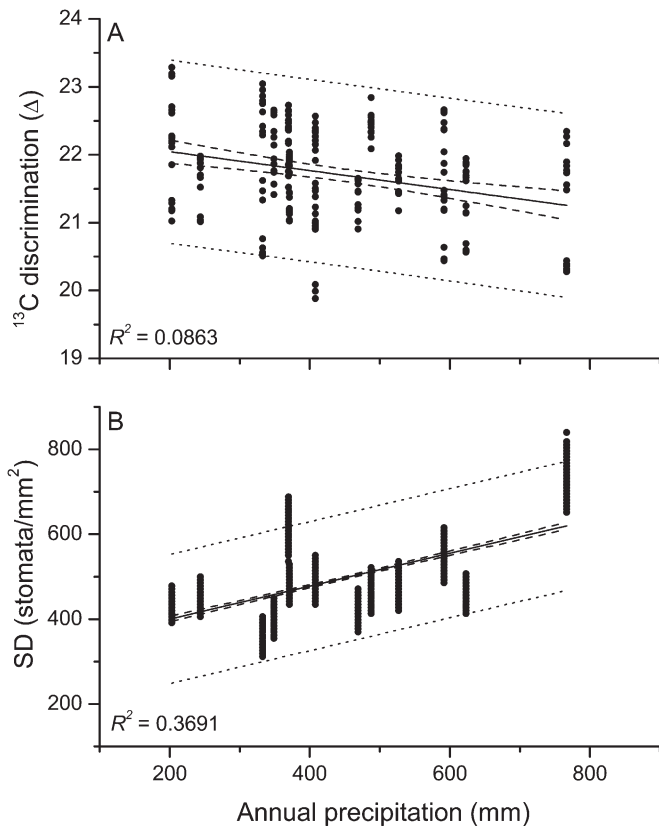 A
24
23
22
21
20
19
¹³C discrimination (Δ)
R² = 0.0863
B
800
600
400
200
SD (stomata/mm²)
R² = 0.3691
200 400 600 800
Annual precipitation (mm)